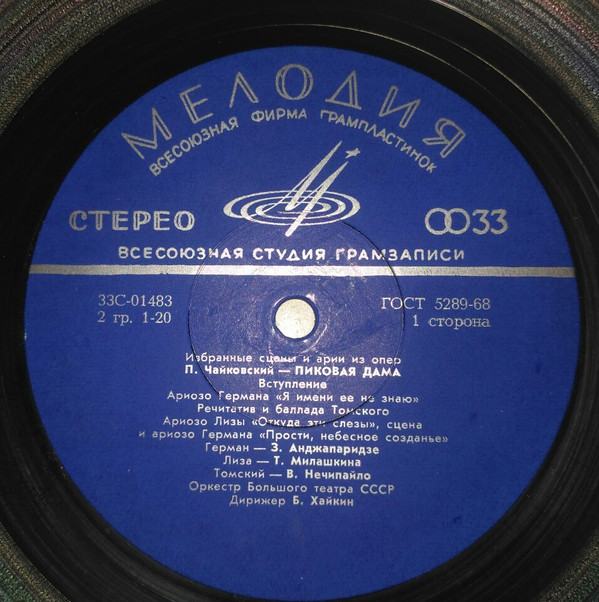 МЕЛОДИЯ
ВСЕСОЮЗНАЯ ФИРМА ГРАМПЛАСТИНОК
СТЕРЕО
33
ВСЕСОЮЗНАЯ СТУДИЯ ГРАМЗАПИСИ
33С-01483
2 гр. 1-20
ГОСТ 5289-68
1 сторона
Избранные сцены и арии из опер
П. Чайковский — ПИКОВАЯ ДАМА
Вступление
Ариозо Германа «Я имени ее не знаю»
Речитатив и баллада Томского
Ариозо Лизы «Откуда эти слезы», сцена
и ариозо Германа «Прости, небесное созданье»
Герман — З. Анджапаридзе
Лиза — Т. Милашкина
Томский — В. Нечипайло
Оркестр Большого театра СССР
Дирижер Б. Хайкин